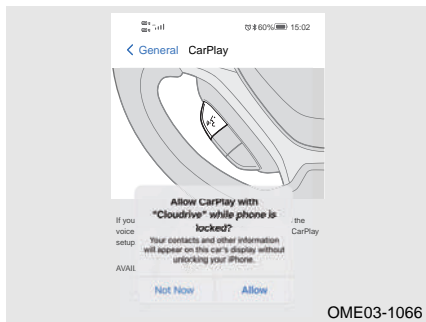 60% 15:02
General CarPlay
Allow CarPlay with
"Cloudrive" while phone is
locked?
If you the
voice CarPlay
setup
Your contacts and other information
will appear on this car's display without
unlocking your iPhone.
AVAIL
Not Now Allow
OME03-1066